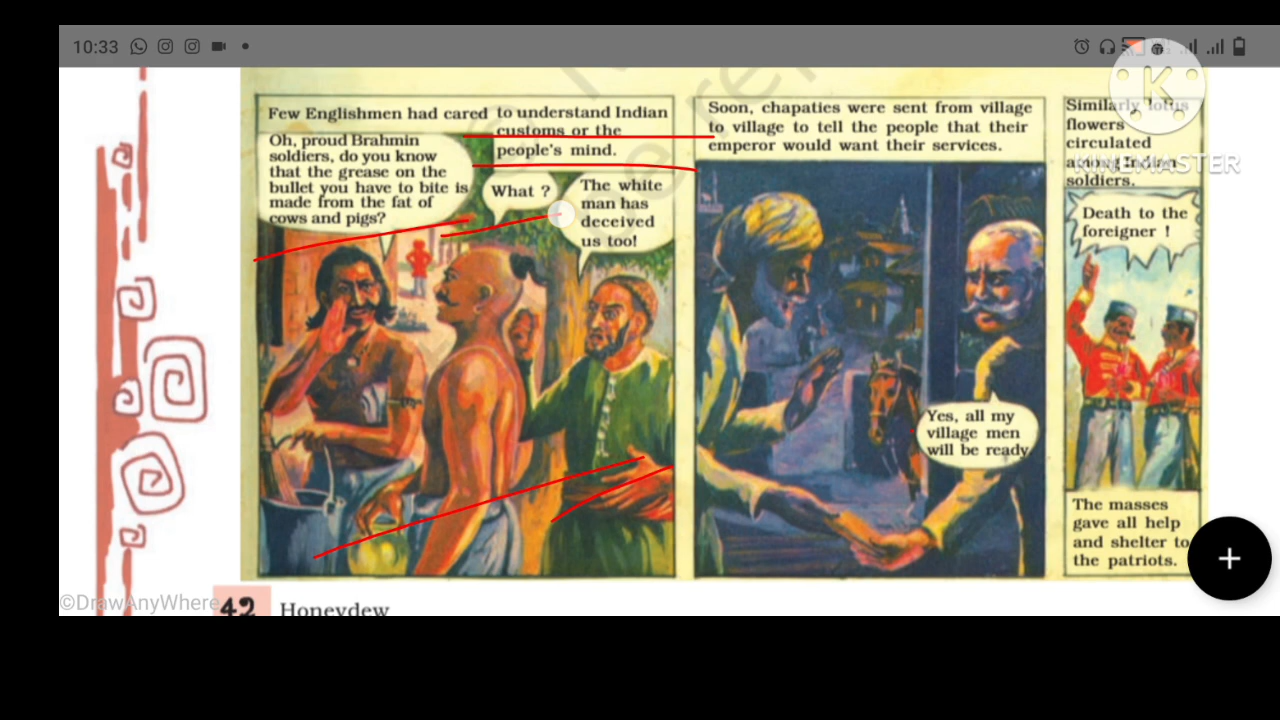 10:33
KINEMASTER
Few Englishmen had cared to understand Indian
customs or the
people's mind.
Oh, proud Brahmin
soldiers, do you know
that the grease on the
bullet you have to bite is
made from the fat of
cows and pigs?
What ?
The white
man has
deceived
us too!
Soon, chapaties were sent from village
to village to tell the people that their
emperor would want their services.
Yes, all my
village men
will be ready
Similarly lotus
flowers
circulated
among Indian
soldiers.
Death to the
foreigner !
The masses
gave all help
and shelter to
the patriots.
©DrawAnyWhere
42 Honeydew